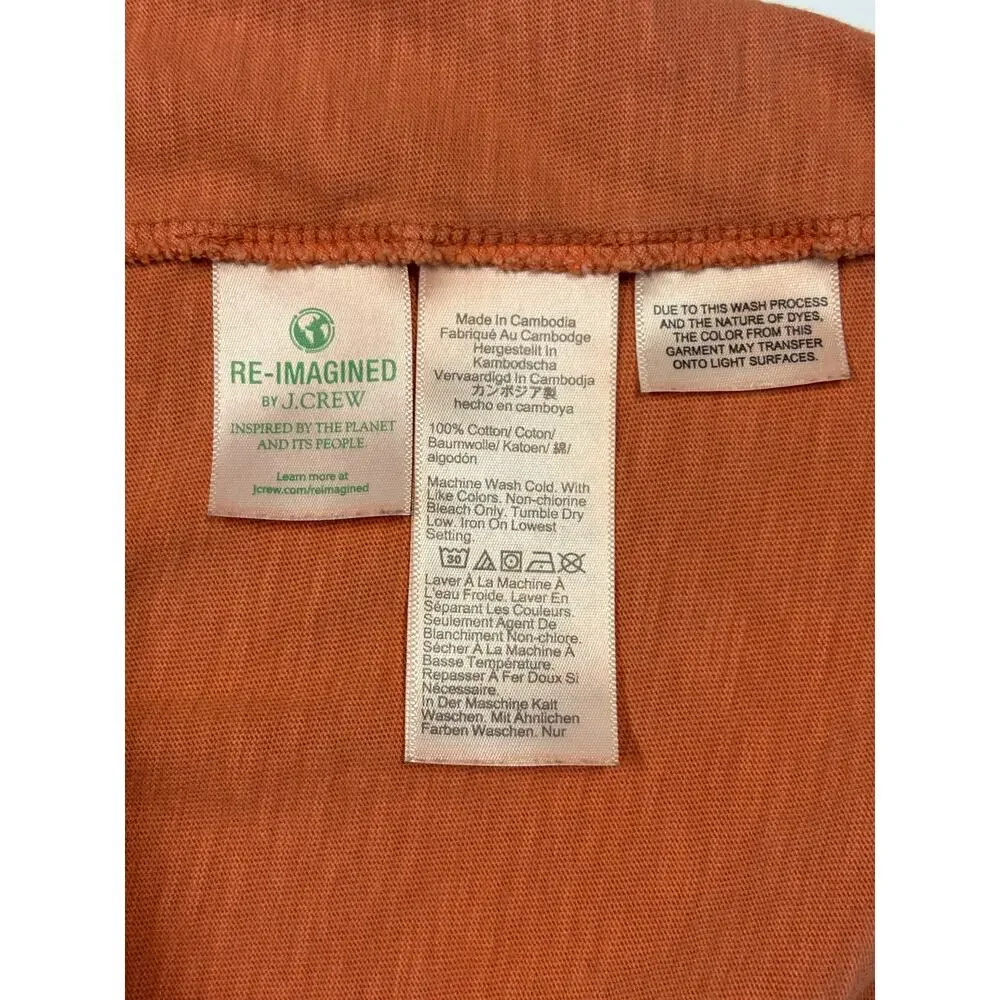 RE-IMAGINED
BY J.CREW
INSPIRED BY THE PLANET
AND ITS PEOPLE.
Learn more at
jcrew.com/reimagined
Made In Cambodia
Fabriqué Au Cambodge
Hergestellt In
Kambodscha
Vervaardigd In Cambodja
カンボジア製
hecho en camboya
100% Cotton/ Coton/
Baumwolle/ Katoen/ 綿/
algodón
Machine Wash Cold. With
Like Colors. Non-chlorine
Bleach Only. Tumble Dry
Low. Iron On Lowest
Setting.
30
Laver À La Machine À
L'eau Froide. Laver En
Séparant Les Couleurs.
Seulement Agent De
Blanchiment Non-chlore.
Sécher À La Machine À
Basse Température.
Repasser À Fer Doux Si
Nécessaire.
In Der Maschine Kalt
Waschen. Mit Ähnlichen
Farben Waschen. Nur
DUE TO THIS WASH PROCESS
AND THE NATURE OF DYES,
THE COLOR FROM THIS
GARMENT MAY TRANSFER
ONTO LIGHT SURFACES.